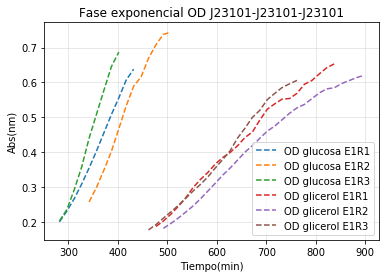 Fase exponencial OD J23101-J23101-J23101
Abs(nm)
0.7
0.6
0.5
0.4
0.3
0.2
OD glucosa E1R1
OD glucosa E1R2
OD glucosa E1R3
OD glicerol E1R1
OD glicerol E1R2
OD glicerol E1R3
300 400 500 600 700 800 900
Tiempo(min)